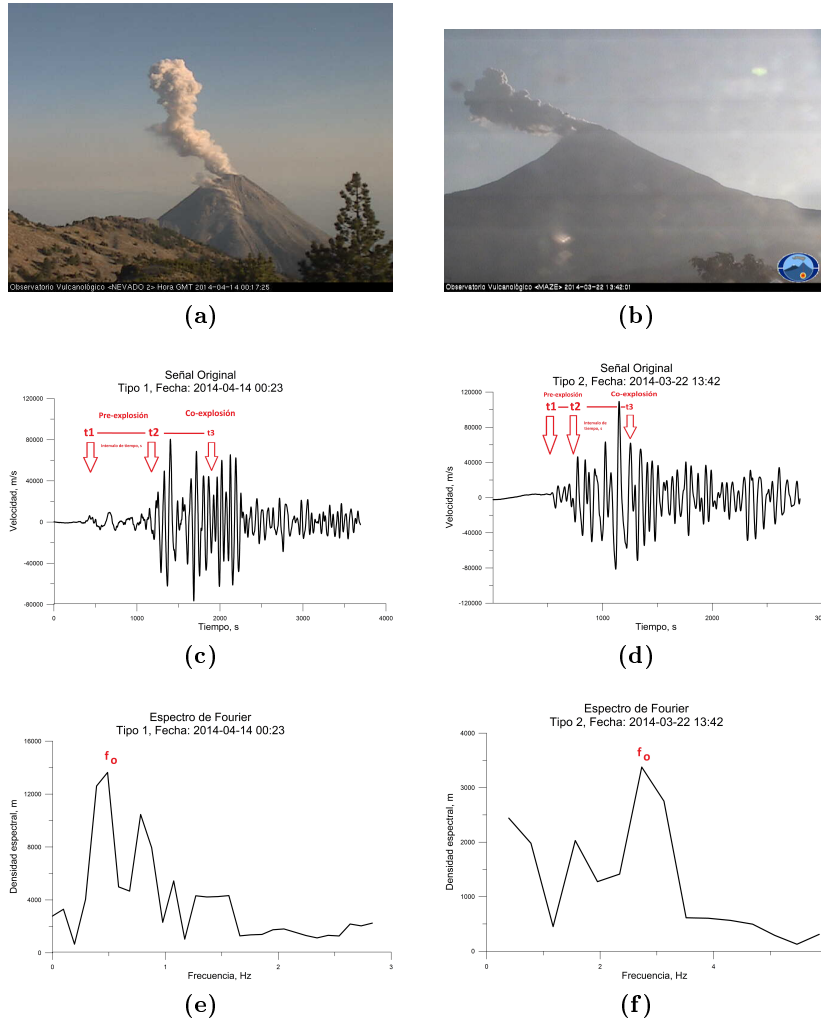 Observatorio Vulcanológico <NEVADO 2> Hora GMT 2014-04-14 00:17:25
Observatorio Vulcanológico <MAZE> 2014-03-22 13:42:01
(a)
(b)
Señal Original
Tipo 1, Fecha: 2014-04-14 00:23
Pre-explosión
Co-explosión
t1
t2
t3
Intervalo de tiempo, s
Velocidad, m/s
120000
80000
40000
0
-40000
-80000
0
1000
2000
3000
4000
Tiempo, s
(c)
Señal Original
Tipo 2, Fecha: 2014-03-22 13:42
Pre-explosión
Co-explosión
t1
t2
t3
Intervalo de
tiempo, s
Velocidad, m/s
120000
80000
40000
0
-40000
-80000
-120000
1000
2000
Tiempo, s
(d)
Espectro de Fourier
Tipo 1, Fecha: 2014-04-14 00:23
fo
Densidad espectral, m
16000
12000
8000
4000
0
0
1
2
3
Frecuencia, Hz
(e)
Espectro de Fourier
Tipo 2, Fecha: 2014-03-22 13:42
fo
Densidad espectral, m
4000
3000
2000
1000
0
0
2
4
Frecuencia, Hz
(f)